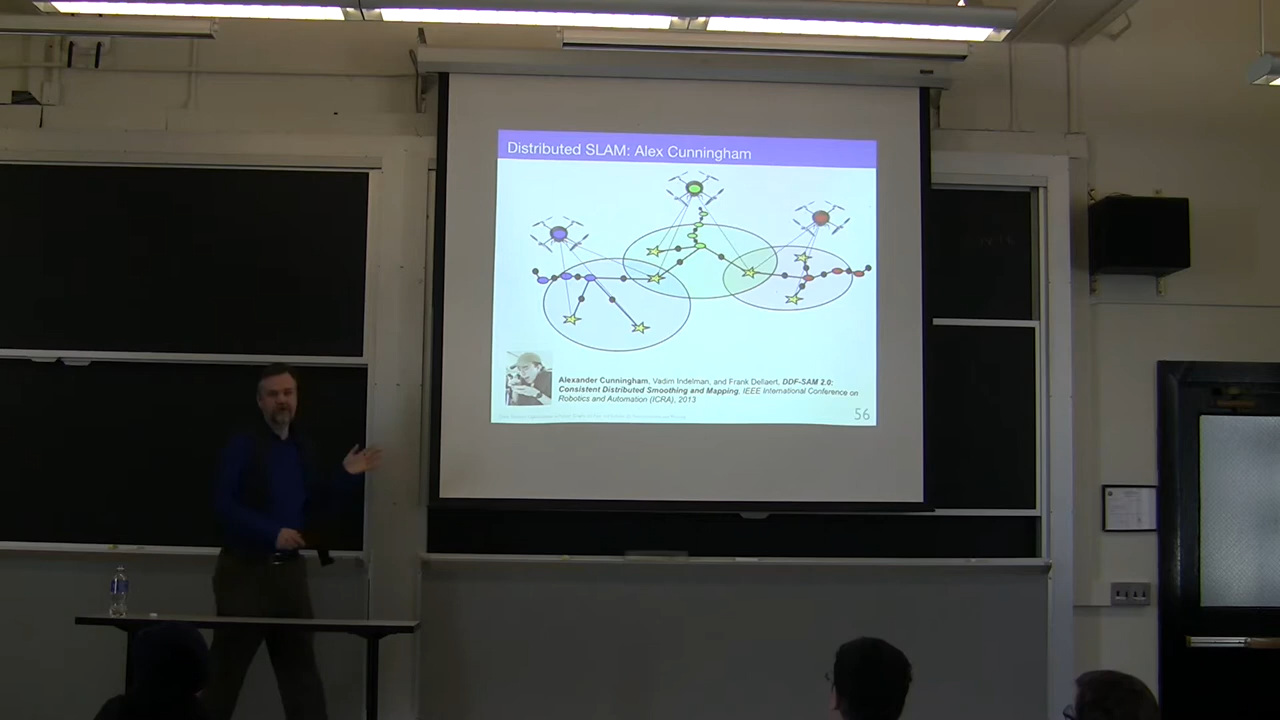 Distributed SLAM: Alex Cunningham
Alexander Cunningham, Vadim Indelman, and Frank Dellaert, DDF-SAM 2.0:
Consistent Distributed Smoothing and Mapping, IEEE International Conference on
Robotics and Automation (ICRA), 2013
56